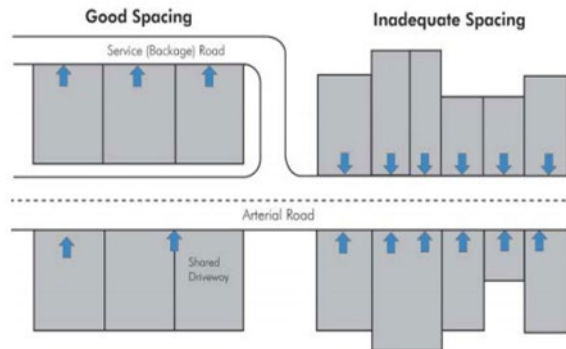 Good Spacing
Inadequate Spacing
Service (Backage) Road
Arterial Road
Shared
Driveway